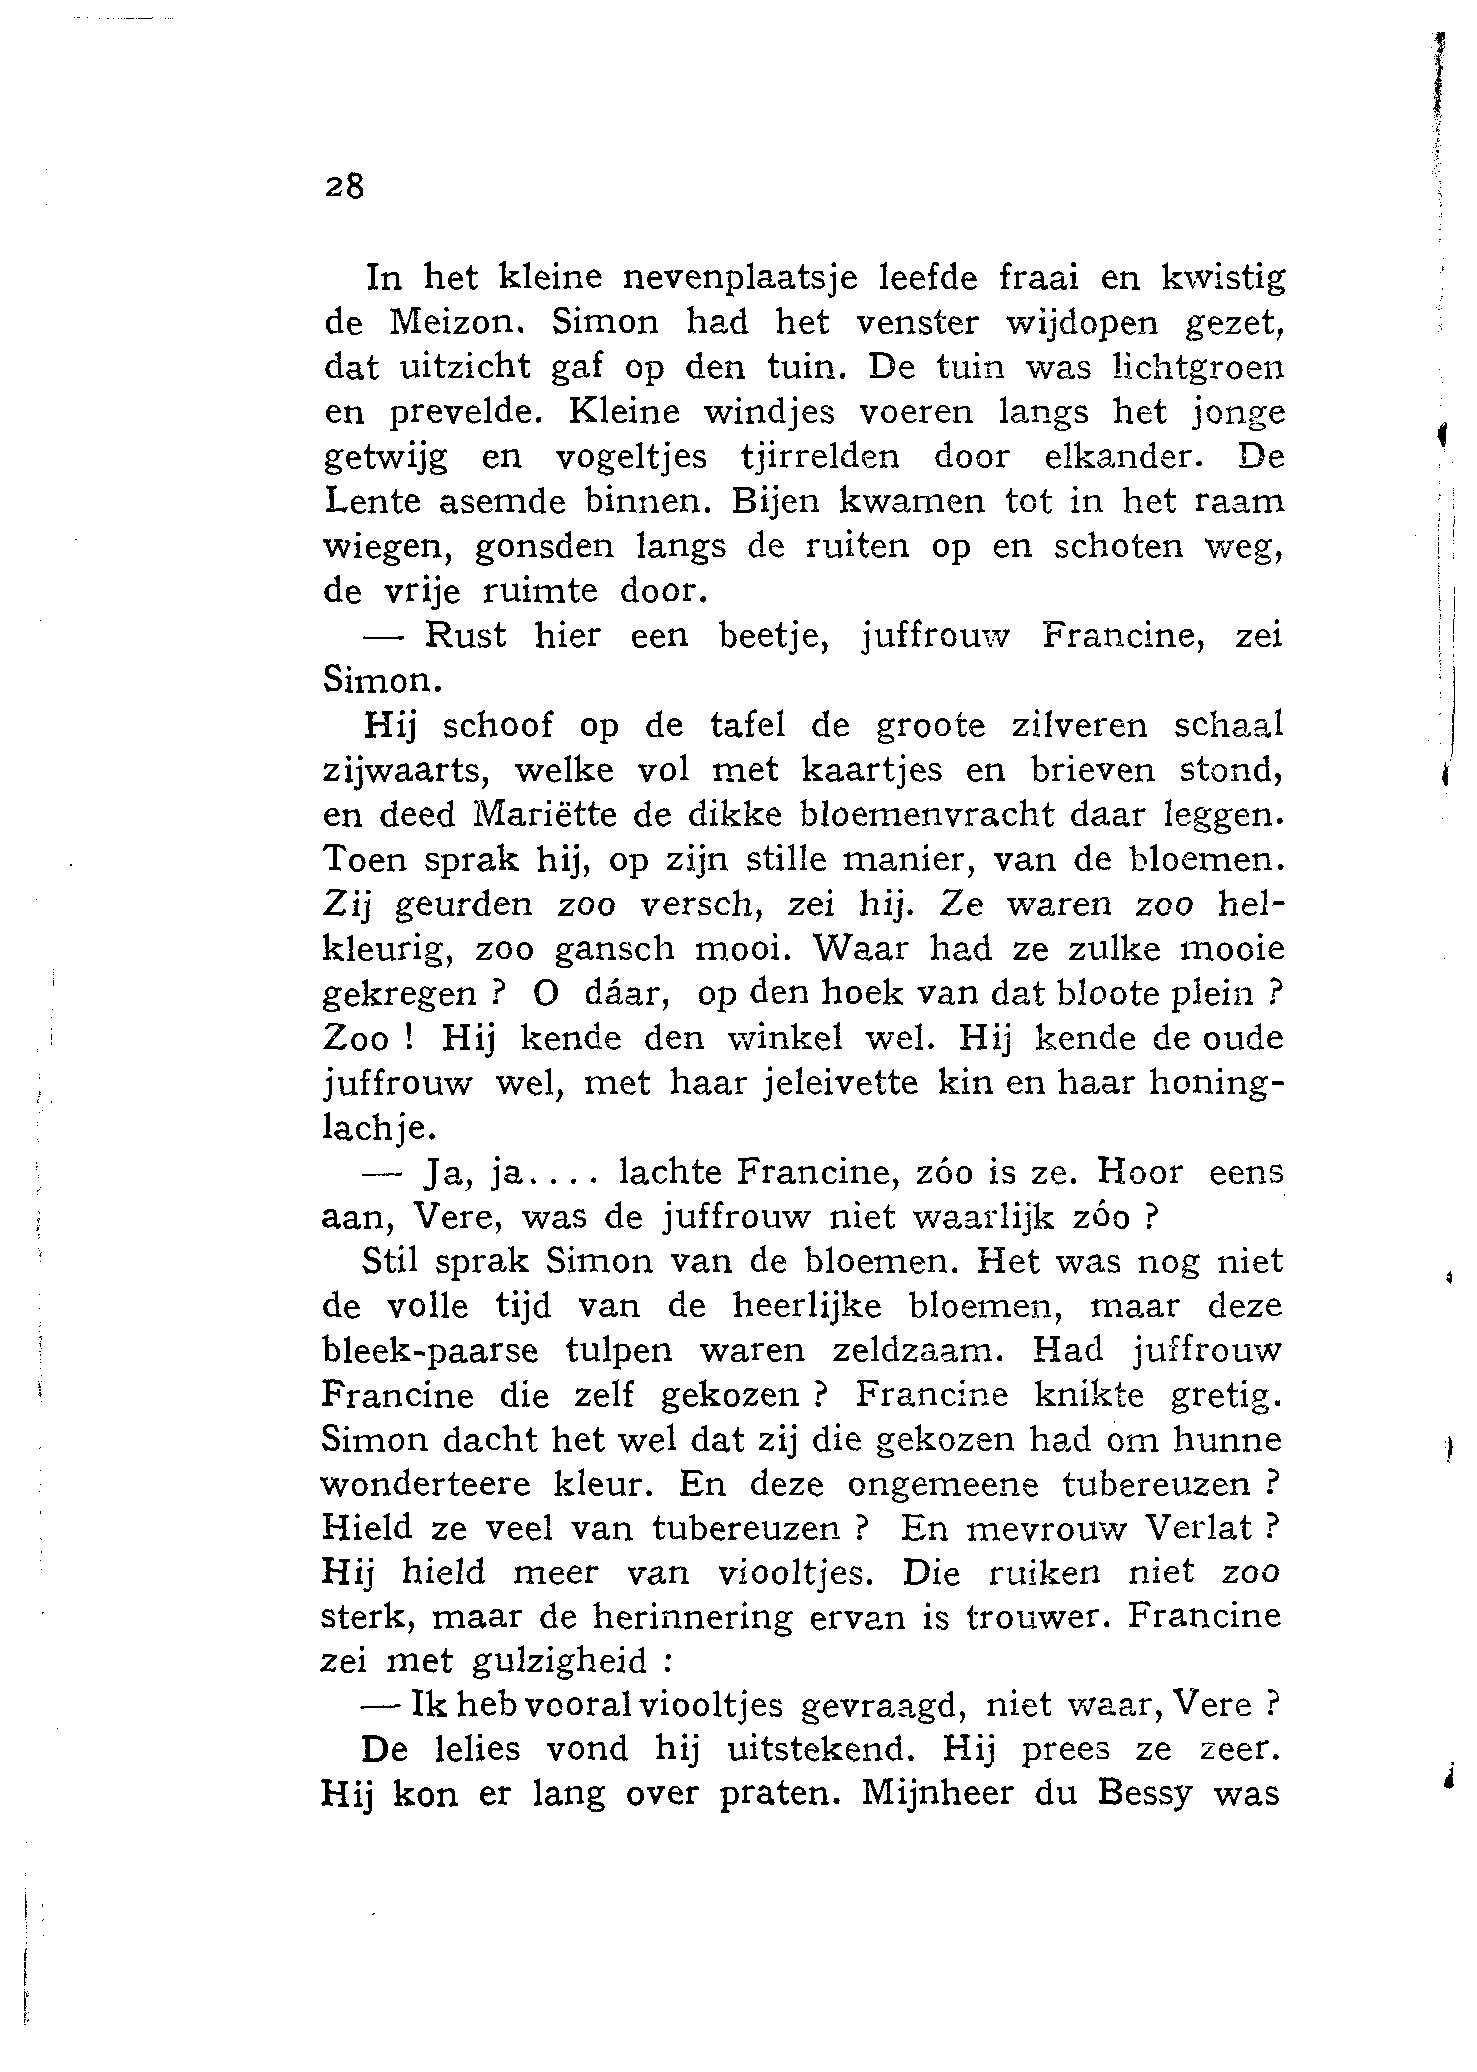 28
In het kleine nevenplaatsje leefde fraai en kwistig
de Meizon. Simon had het venster wijdopen gezet,
dat uitzicht gaf op den tuin. De tuin was lichtgroen
en prevelde. Kleine windjes voeren langs het jonge
getwijg en vogeltjes tjirrelden door elkander. De
Lente asemde binnen. Bijen kwamen tot in het raam
wiegen, gonsden langs de ruiten op en schoten weg,
de vrije ruimte door.
— Rust hier een beetje, juffrouw Francine, zei
Simon.
Hij schoof op de tafel de groote zilveren schaal
zijwaarts, welke vol met kaartjes en brieven stond,
en deed Mariëtte de dikke bloemenvracht daar leggen.
Toen sprak hij, op zijn stille manier, van de bloemen.
Zij geurden zoo versch, zei hij. Ze waren zoo hel-
kleurig, zoo gansch mooi. Waar had ze zulke mooie
gekregen ? O dáar, op den hoek van dat bloote plein ?
Zoo ! Hij kende den winkel wel. Hij kende de oude
juffrouw wel, met haar jeleivette kin en haar honing-
lachje.
— Ja, ja.... lachte Francine, zóo is ze. Hoor eens
aan, Vere, was de juffrouw niet waarlijk zóo ?
Stil sprak Simon van de bloemen. Het was nog niet
de volle tijd van de heerlijke bloemen, maar deze
bleek-paarse tulpen waren zeldzaam. Had juffrouw
Francine die zelf gekozen ? Francine knikte gretig.
Simon dacht het wel dat zij die gekozen had om hunne
wonderteere kleur. En deze ongemeene tubereuzen ?
Hield ze veel van tubereuzen ? En mevrouw Verlat ?
Hij hield meer van viooltjes. Die ruiken niet zoo
sterk, maar de herinnering ervan is trouwer. Francine
zei met gulzigheid :
— Ik heb vooral viooltjes gevraagd, niet waar, Vere ?
De lelies vond hij uitstekend. Hij prees ze zeer.
Hij kon er lang over praten. Mijnheer du Bessy was